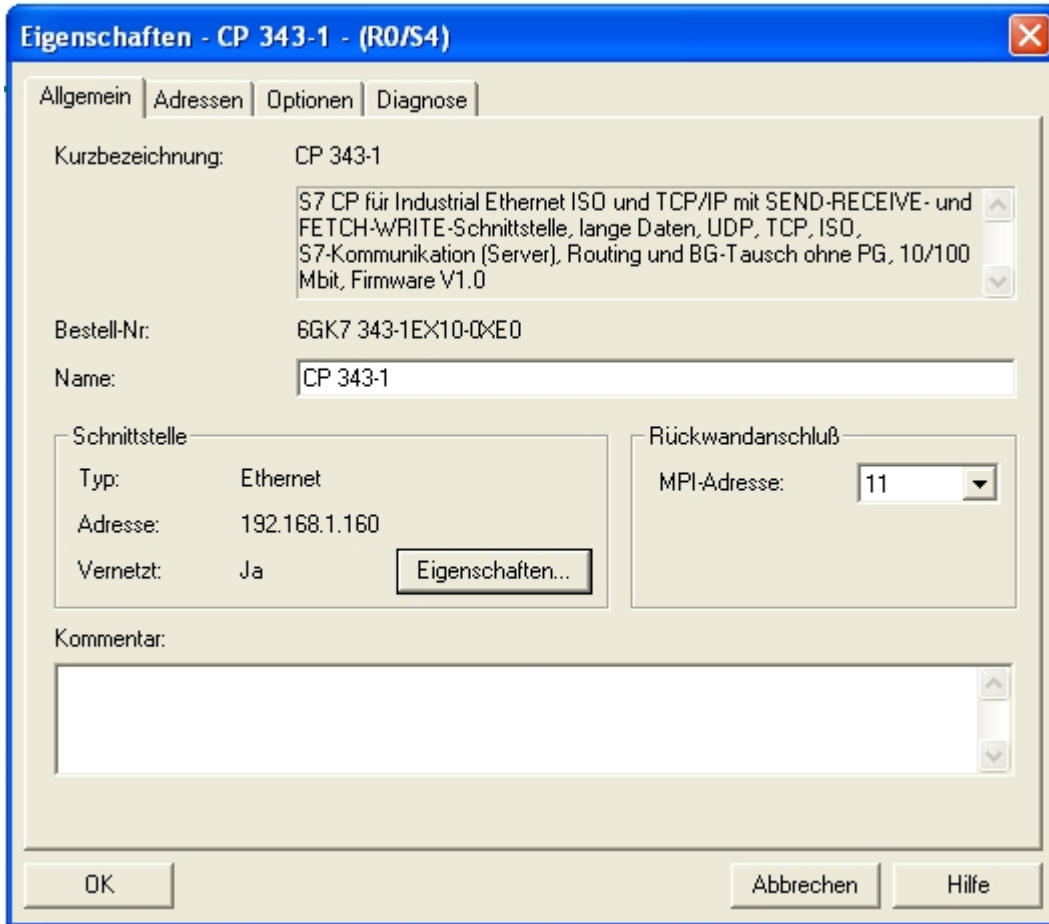 Eigenschaften - CP 343-1 - (R0/S4)
Allgemein Adressen Optionen Diagnose
Kurzbezeichnung: CP 343-1
S7 CP für Industrial Ethernet ISO und TCP/IP mit SEND-RECEIVE- und
FETCH-WRITE-Schnittstelle, lange Daten, UDP, TCP, ISO,
S7-Kommunikation (Server), Routing und BG-Tausch ohne PG, 10/100
Mbit, Firmware V1.0
Bestell-Nr: 6GK7 343-1EX10-0XE0
Name: CP 343-1
Schnittstelle
Typ: Ethernet
Adresse: 192.168.1.160
Vernetzt: Ja Eigenschaften...
Rückwandanschluß
MPI-Adresse: 11
Kommentar:
OK Abbrechen Hilfe